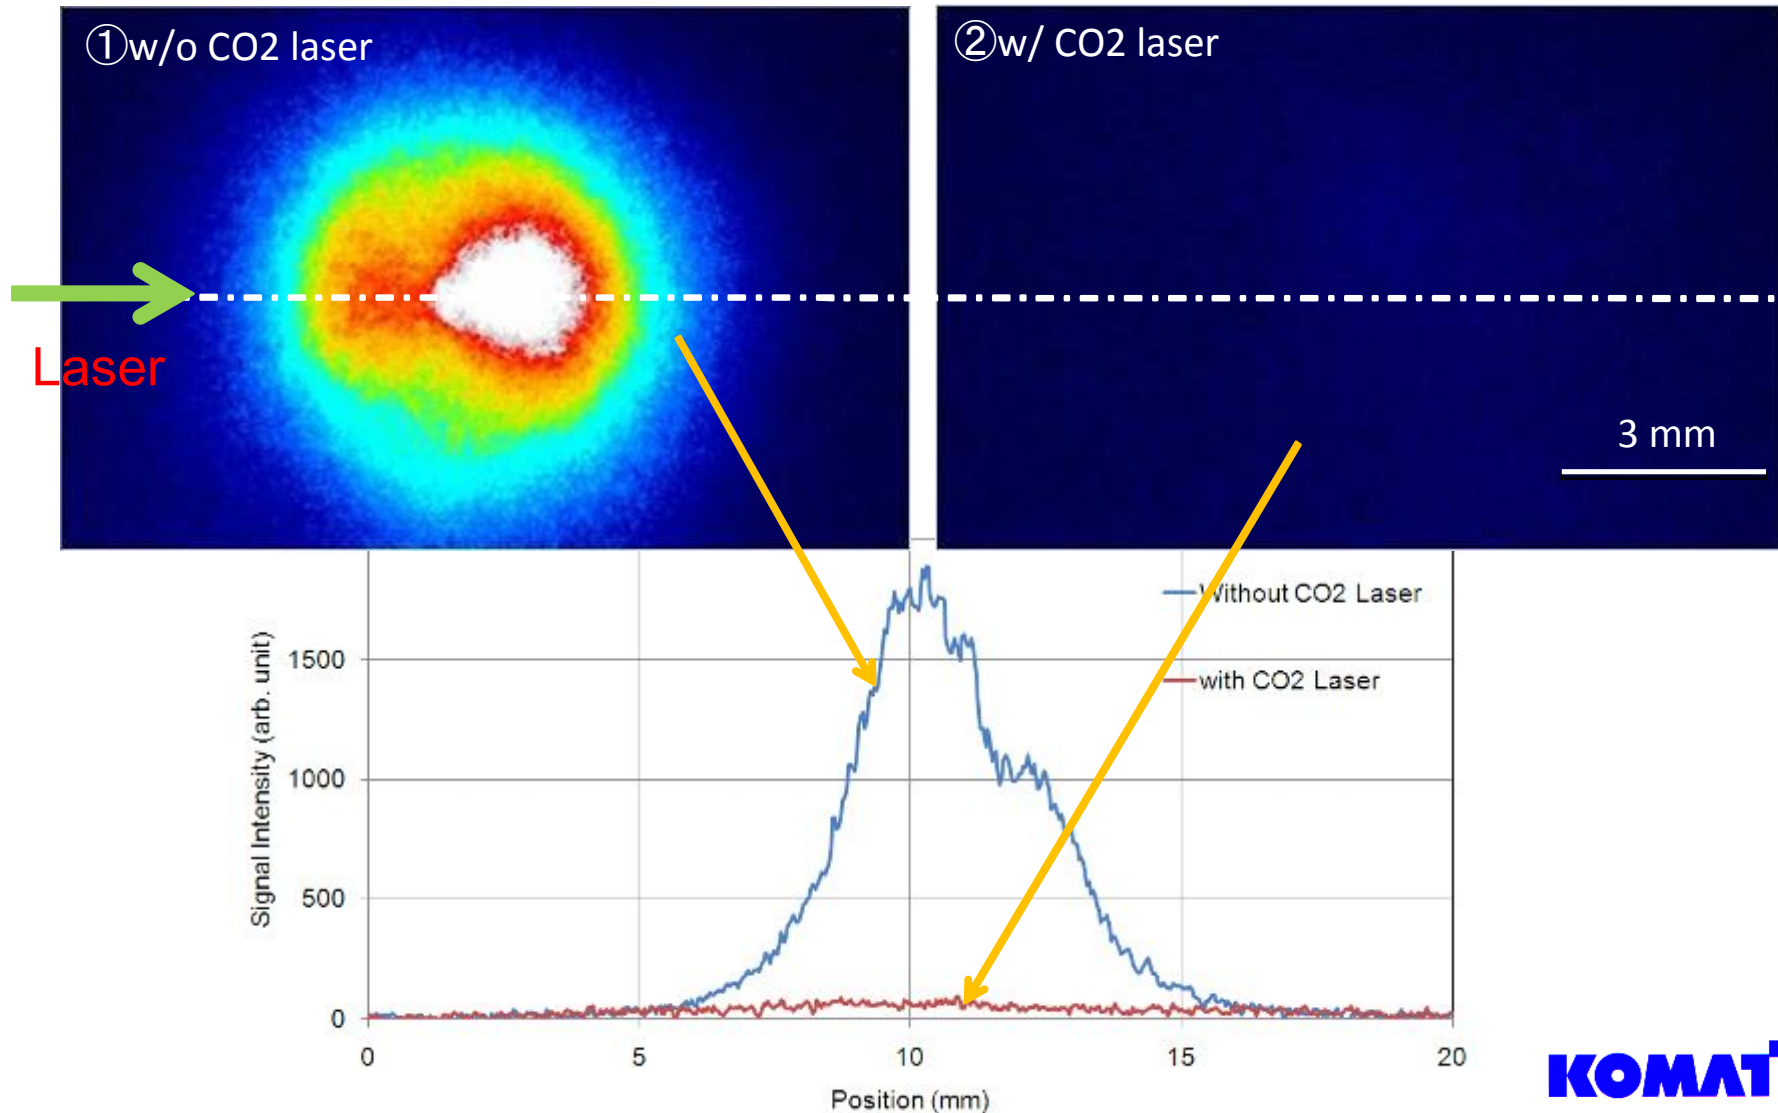 ①w/o CO2 laser
②w/ CO2 laser
Laser
3 mm
Without CO2 Laser
with CO2 Laser
Signal Intensity (arb. unit)
1500
1000
500
0
0 5 10 15 20
Position (mm)
KOMAT